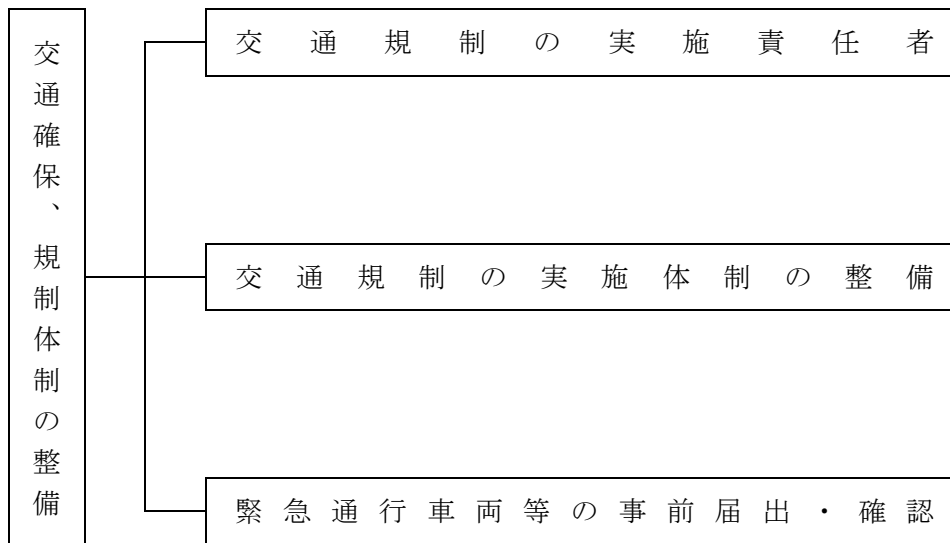 交通確保、規制体制の整備
交通規制の実施責任者
交通規制の実施体制の整備
緊急通行車両等の事前届出・確認